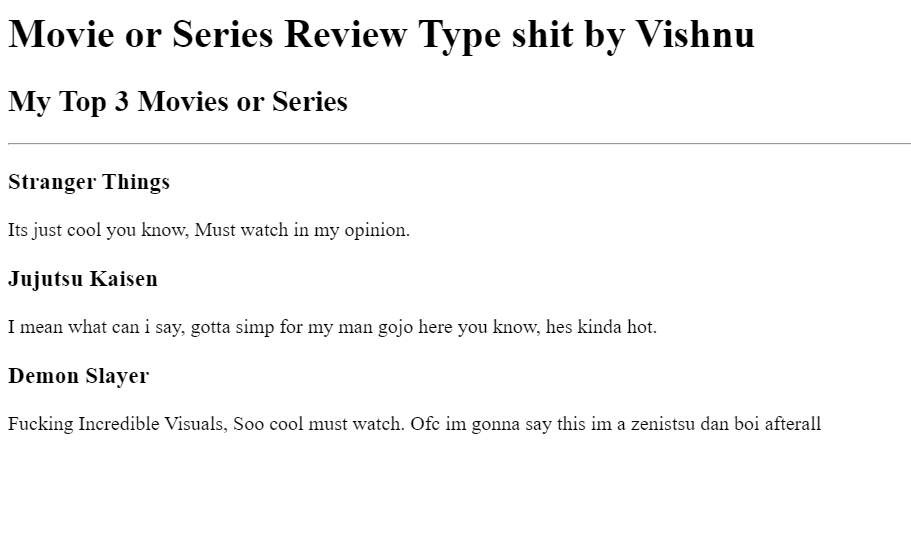 Movie or Series Review Type shit by Vishnu
My Top 3 Movies or Series
Stranger Things
Its just cool you know, Must watch in my opinion.
Jujutsu Kaisen
I mean what can i say, gotta simp for my man gojo here you know, hes kinda hot.
Demon Slayer
Fucking Incredible Visuals, Soo cool must watch. Ofc im gonna say this im a zenistsu dan boi afterall